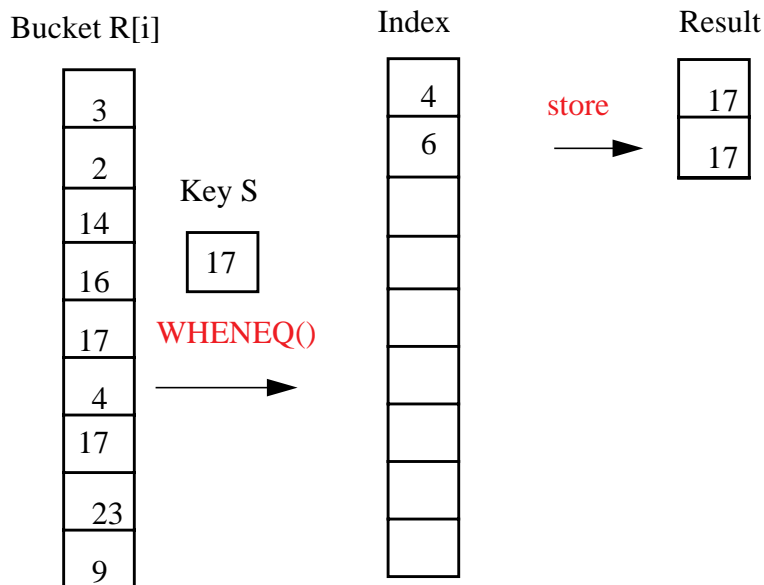 Bucket R[i]
3
2
14
16
17
4
17
23
9
Key S
17
WHENEQ()
Index
4
6
store
Result
17
17